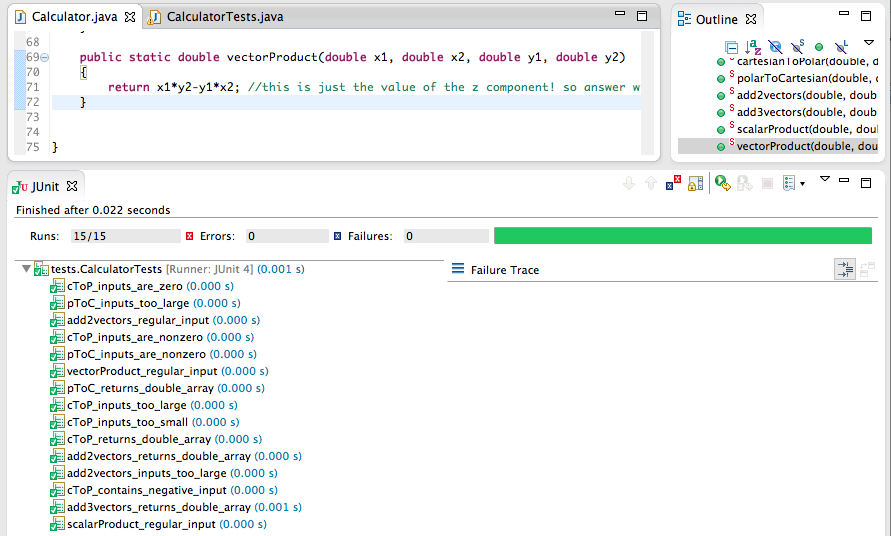 Calculator.java
CalculatorTests.java
68
69 public static double vectorProduct(double x1, double x2, double y1, double y2)
70 {
71 return x1*y2-y1*x2; //this is just the value of the z component! so answer w
72 }
73
74
75 }
Outline
cartesianToPolar(double, d
S polarToCartesian(double, d
S add2vectors(double, doub
S add3vectors(double, doub
S scalarProduct(double, dou
S vectorProduct(double, dou
JUnit
Finished after 0.022 seconds
Runs: 15/15 Errors: 0 Failures: 0
tests.CalculatorTests [Runner: JUnit 4] (0.001 s)
cToP_inputs_are_zero (0.000 s)
pToC_inputs_too_large (0.000 s)
add2vectors_regular_input (0.000 s)
cToP_inputs_are_nonzero (0.000 s)
pToC_inputs_are_nonzero (0.000 s)
vectorProduct_regular_input (0.000 s)
pToC_returns_double_array (0.000 s)
cToP_inputs_too_large (0.000 s)
cToP_inputs_too_small (0.000 s)
cToP_returns_double_array (0.000 s)
add2vectors_returns_double_array (0.000 s)
add2vectors_inputs_too_large (0.000 s)
cToP_contains_negative_input (0.000 s)
add3vectors_returns_double_array (0.001 s)
scalarProduct_regular_input (0.000 s)
Failure Trace